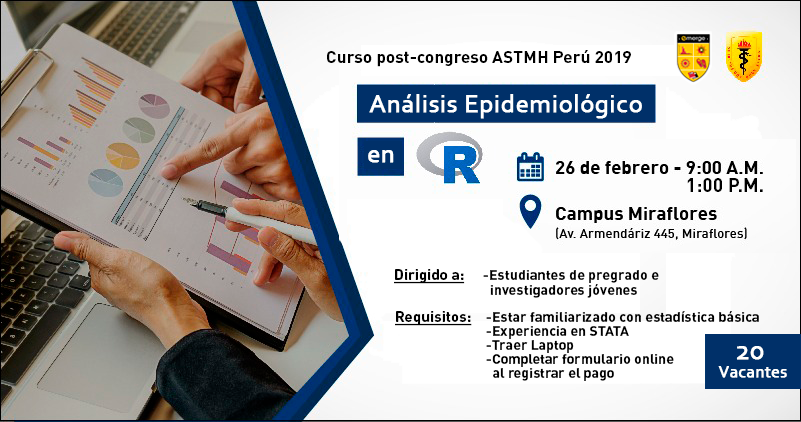 Curso post-congreso ASTMH Perú 2019
emerge
Análisis Epidemiológico
en R
26 de febrero - 9:00 A.M.
1:00 P.M.
Campus Miraflores
(Av. Armendáriz 445, Miraflores)
Dirigido a: -Estudiantes de pregrado e
investigadores jóvenes
Requisitos: -Estar familiarizado con estadística básica
-Experiencia en STATA
-Traer Laptop
-Completar formulario online
al registrar el pago
20
Vacantes